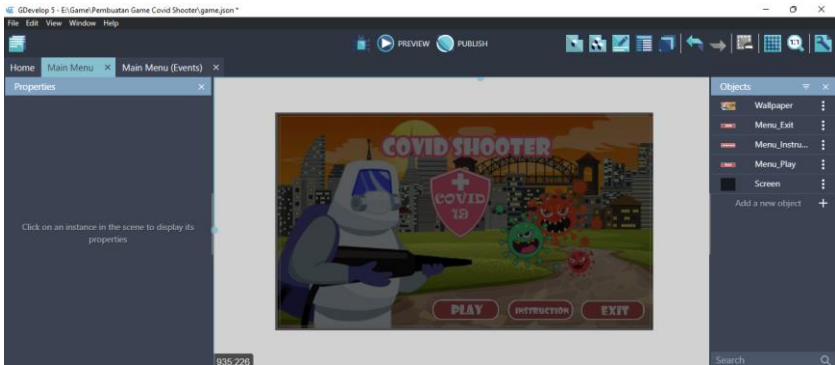 GDevelop 5 - E:\Game\Pembuatan Game Covid Shooter\game.json *
File Edit View Window Help
PREVIEW PUBLISH
Home Main Menu × Main Menu (Events) ×
Properties ×
Objects ×
Click on an instance in the scene to display its
properties
COVID SHOOTER
COVID
19
PLAY INSTRUCTION EXIT
935;226
Wallpaper
Menu_Exit
Menu_Instru...
Menu_Play
Screen
Add a new object +
Search
1:1